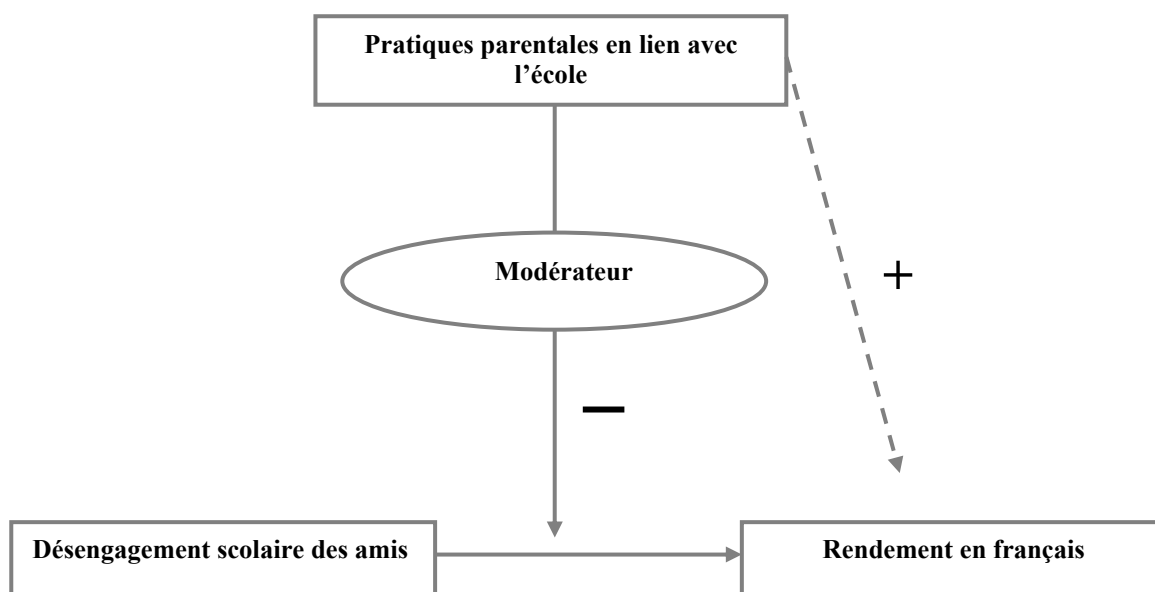 Pratiques parentales en lien avec
l’école
Modérateur
+
—
Désengagement scolaire des amis
Rendement en français